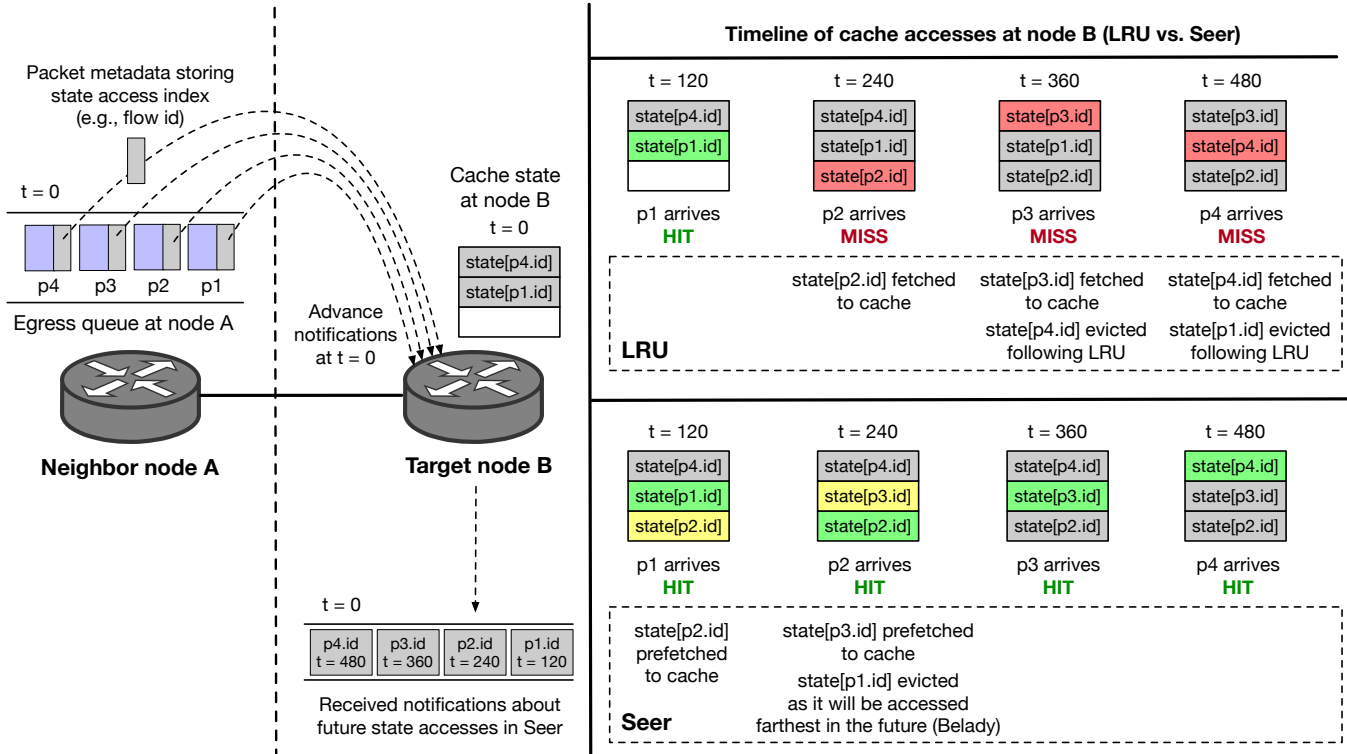 Packet metadata storing
state access index
(e.g., flow id)
t = 0
p4
p3
p2
p1
Egress queue at node A
Cache state
at node B
t = 0
state[p4.id]
state[p1.id]
Advance
notifications
at t = 0
Neighbor node A
Target node B
t = 0
p4.id
t = 480
p3.id
t = 360
p2.id
t = 240
p1.id
t = 120
Received notifications about
future state accesses in Seer
Timeline of cache accesses at node B (LRU vs. Seer)
t = 120
state[p4.id]
state[p1.id]
p1 arrives
HIT
t = 240
state[p4.id]
state[p1.id]
state[p2.id]
p2 arrives
MISS
state[p2.id] fetched
to cache
t = 360
state[p3.id]
state[p1.id]
state[p2.id]
p3 arrives
MISS
state[p3.id] fetched
to cache
state[p4.id] evicted
following LRU
t = 480
state[p3.id]
state[p4.id]
state[p2.id]
p4 arrives
MISS
state[p4.id] fetched
to cache
state[p1.id] evicted
following LRU
LRU
t = 120
state[p4.id]
state[p1.id]
state[p2.id]
p1 arrives
HIT
state[p2.id]
prefetched
to cache
t = 240
state[p4.id]
state[p3.id]
state[p2.id]
p2 arrives
HIT
state[p3.id] prefetched
to cache
state[p1.id] evicted
as it will be accessed
farthest in the future (Belady)
t = 360
state[p4.id]
state[p3.id]
state[p2.id]
p3 arrives
HIT
t = 480
state[p4.id]
state[p3.id]
state[p2.id]
p4 arrives
HIT
Seer